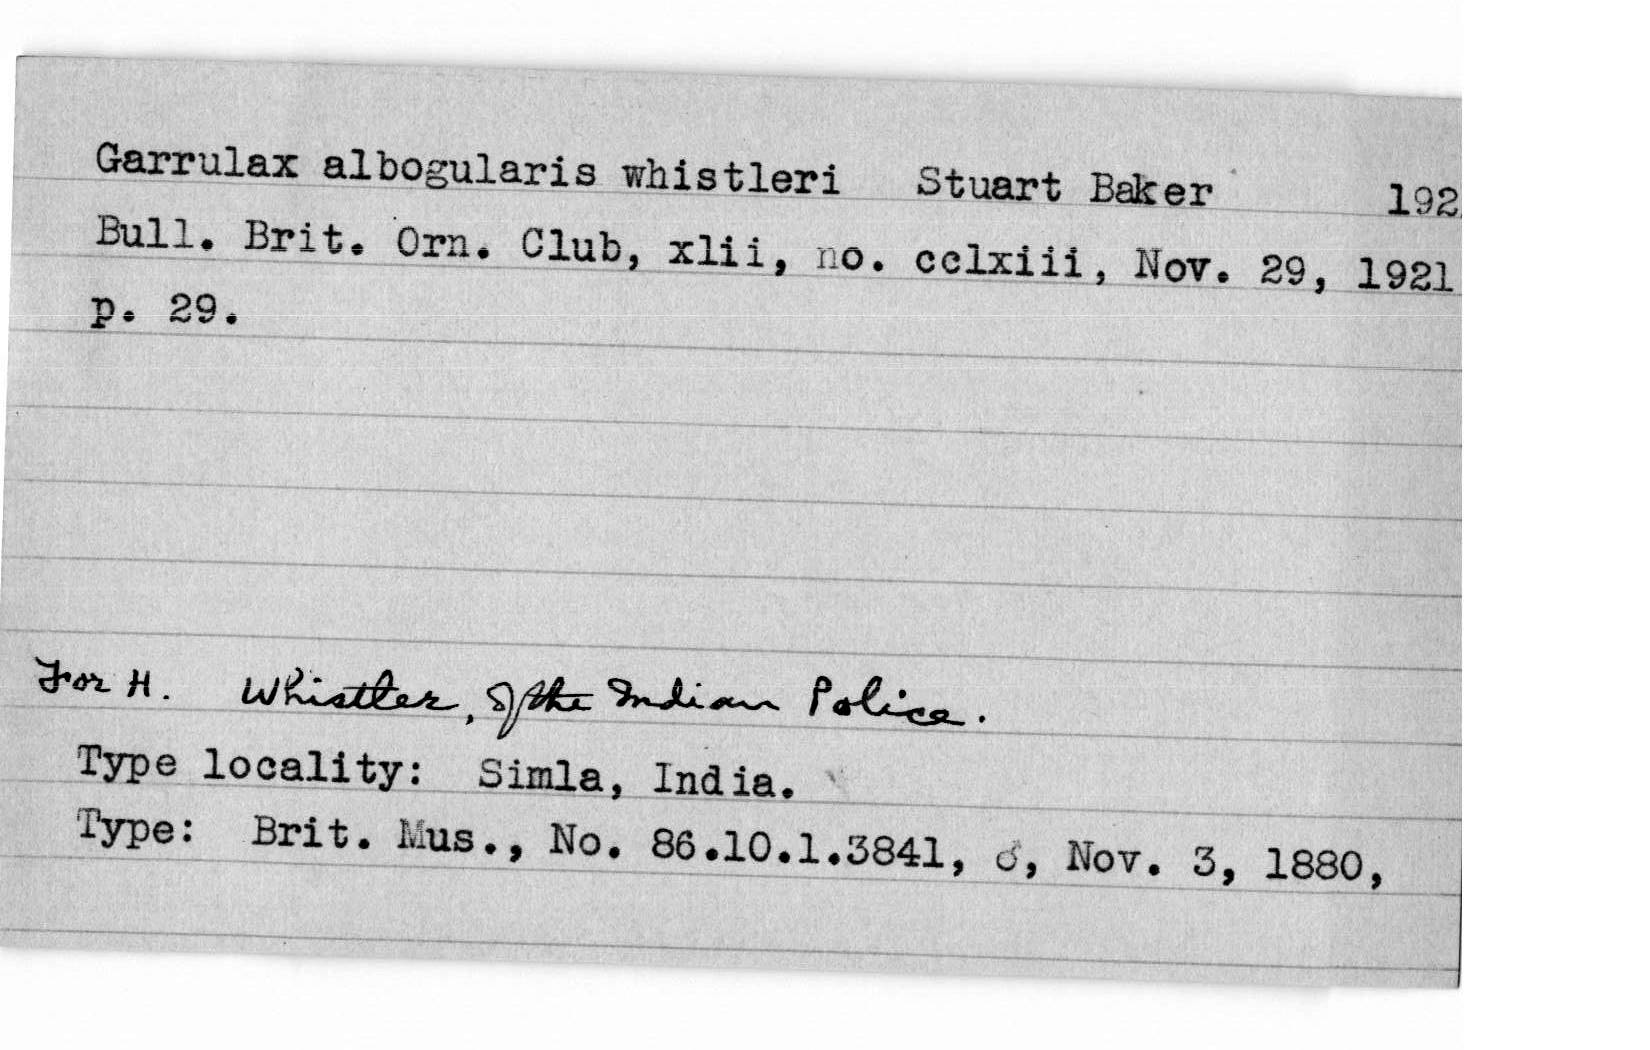 Garrulax albogularis whistleri Stuart Baker 192
Bull. Brit. Orn. Club, xlii, no. cclxiii, Nov. 29, 1921
p. 29.
For H. Whistler, of the Indian Police.
Type locality: Simla, India.
Type: Brit. Mus., No. 86.10.1.3841, ♂, Nov. 3, 1880,